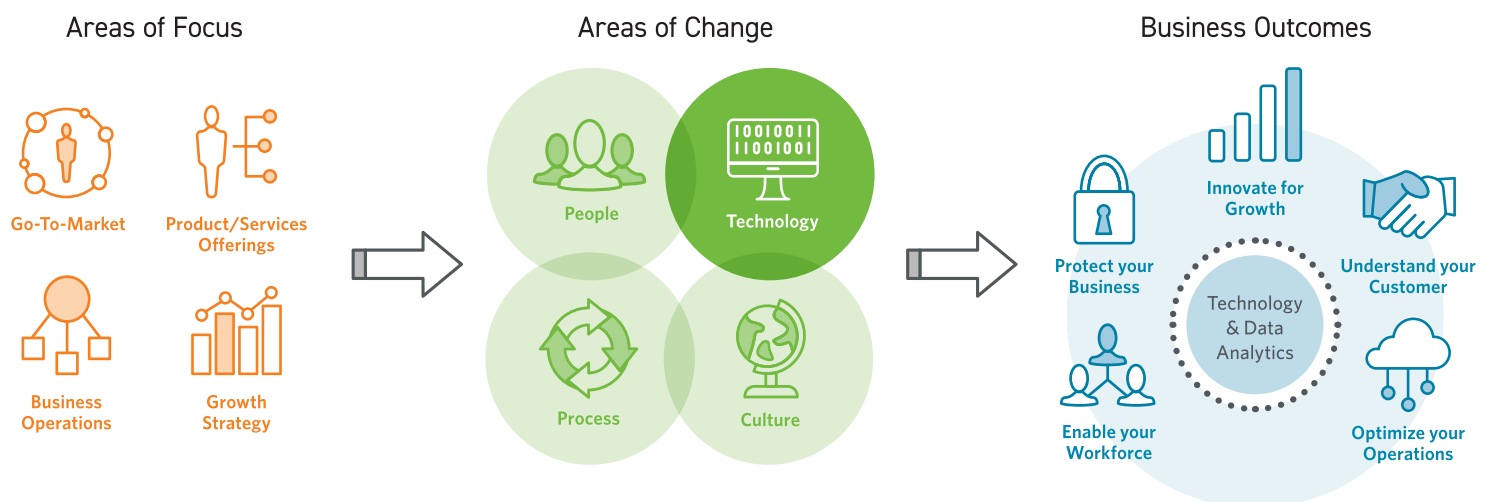 Areas of Focus
Go-To-Market
Product/Services
Offerings
Business
Operations
Growth
Strategy
Areas of Change
People
10010011
11001001
Technology
Process
Culture
Business Outcomes
Innovate for
Growth
Protect your
Business
Understand your
Customer
Technology
& Data
Analytics
Enable your
Workforce
Optimize your
Operations